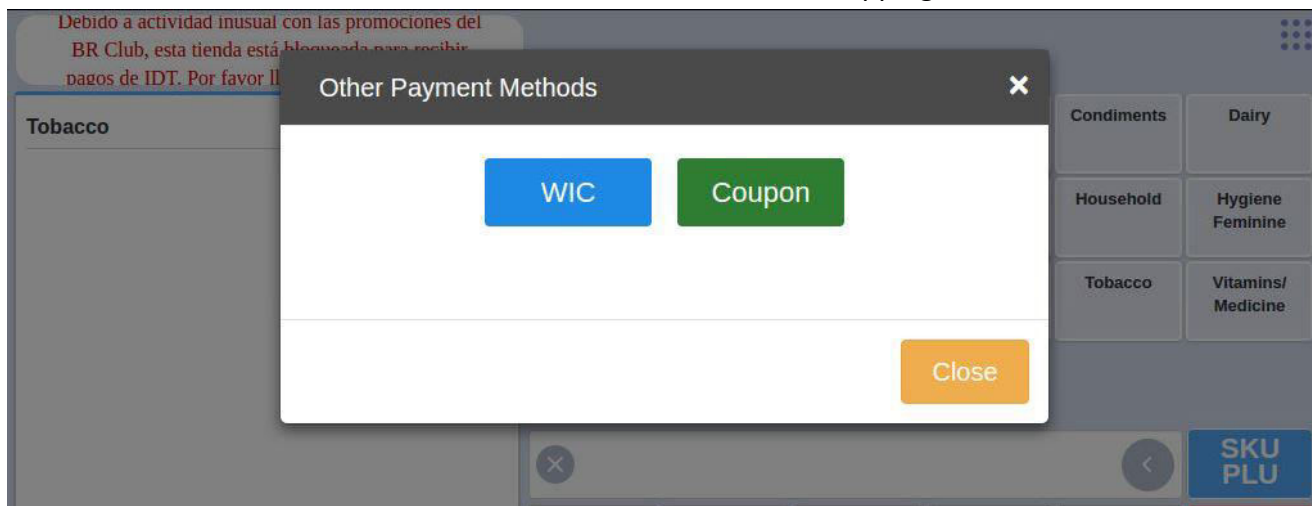 Debido a actividad inusual con las promociones del
BR Club, esta tienda está bloqueada para recibir
pagos de IDT. Por favor ll
Other Payment Methods
Tobacco
Condiments
Dairy
WIC
Coupon
Household
Hygiene
Feminine
Tobacco
Vitamins/
Medicine
Close
SKU
PLU